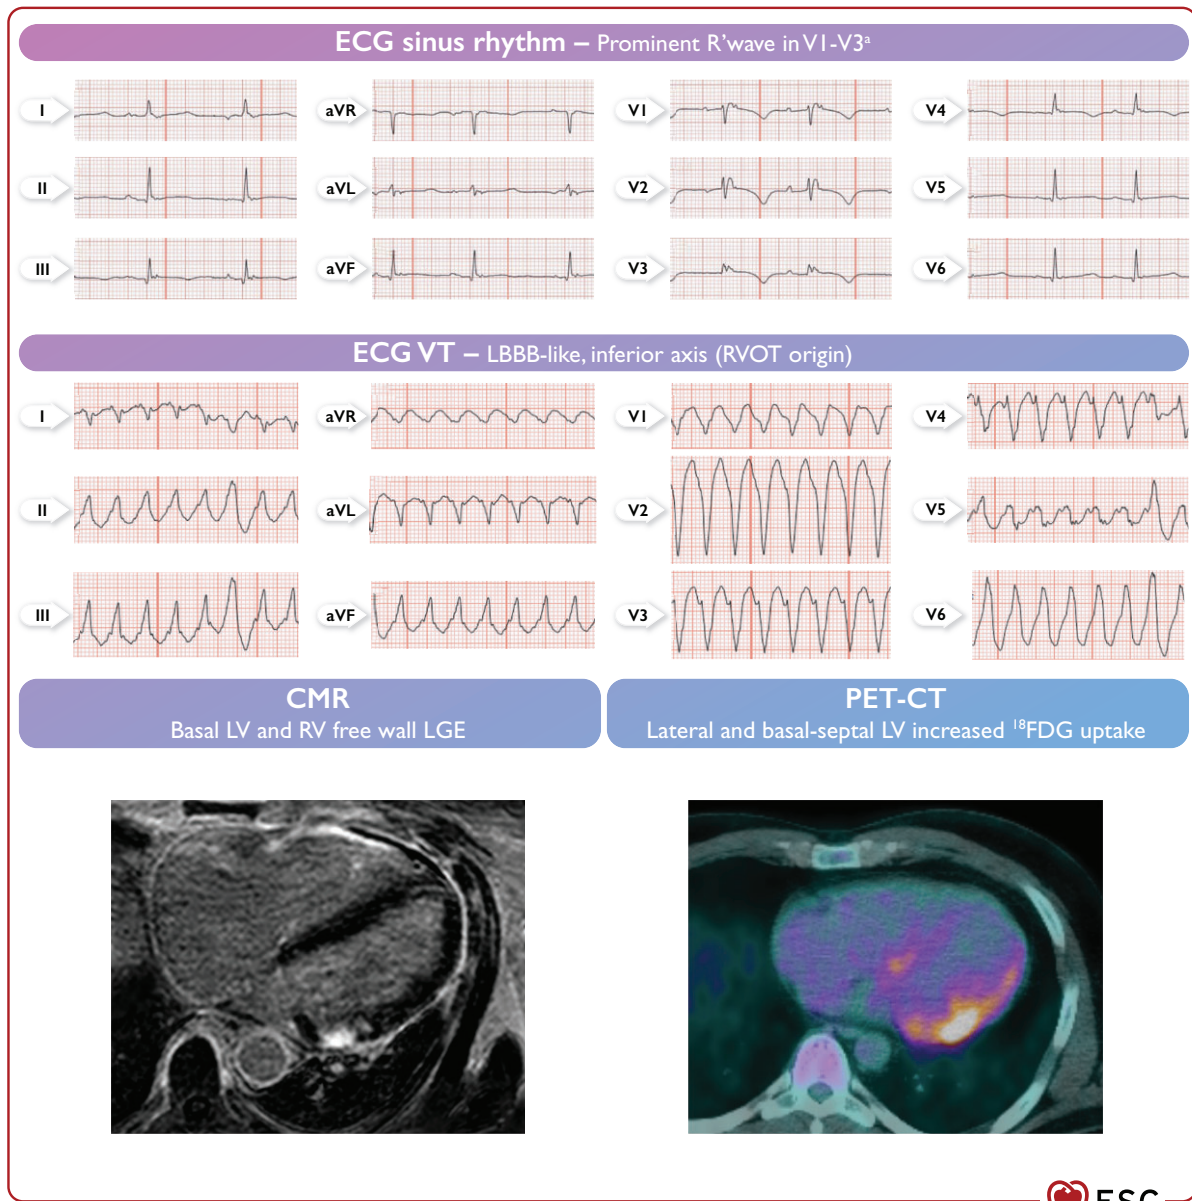 ECG sinus rhythm – Prominent R'wave in V1-V3ᵃ
I aVR V1 V4
II aVL V2 V5
III aVF V3 V6
ECG VT – LBBB-like, inferior axis (RVOT origin)
I aVR V1 V4
II aVL V2 V5
III aVF V3 V6
CMR
Basal LV and RV free wall LGE
PET-CT
Lateral and basal-septal LV increased ¹⁸FDG uptake
ESC